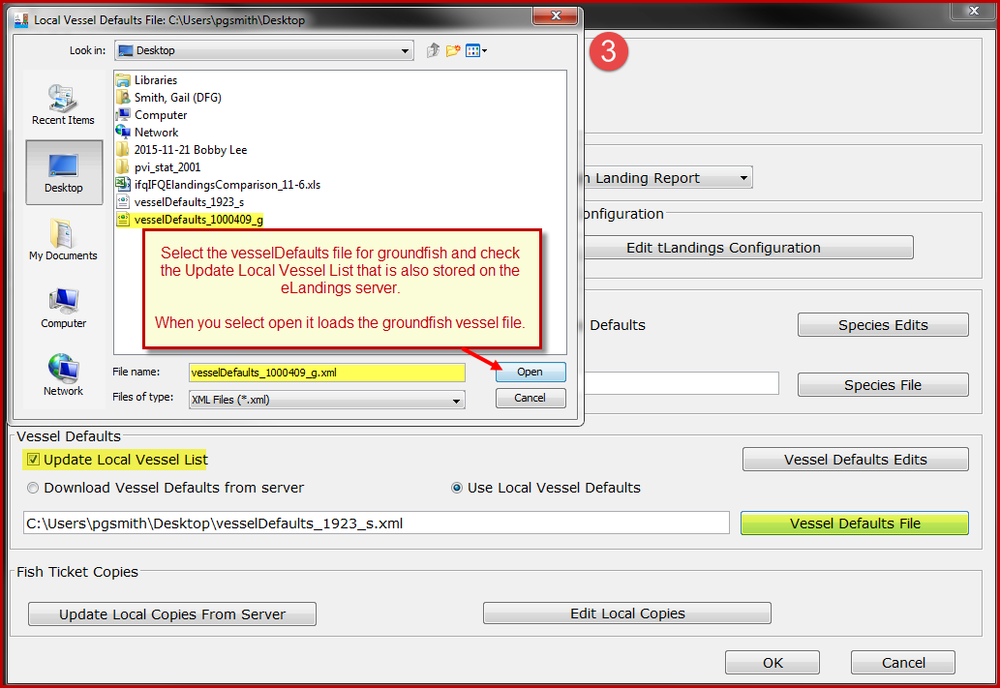 Local Vessel Defaults File: C:\Users\pgsmith\Desktop
Look in:
Desktop
3
Recent Items
Desktop
My Documents
Computer
Network
Libraries
Smith, Gail (DFG)
Computer
Network
2015-11-21 Bobby Lee
pvi_stat_2001
ifqIFQElandingsComparison_11-6.xls
vesselDefaults_1923_s
vesselDefaults_1000409_g
Select the vesselDefaults file for groundfish and check
the Update Local Vessel List that is also stored on the
eLandings server.
When you select open it loads the groundfish vessel file.
File name:
vesselDefaults_1000409_g.xml
Open
Files of type:
XML Files (*.xml)
Cancel
n Landing Report
onfiguration
Edit tLandings Configuration
Defaults
Species Edits
Species File
Vessel Defaults
Update Local Vessel List
Vessel Defaults Edits
Download Vessel Defaults from server
Use Local Vessel Defaults
C:\Users\pgsmith\Desktop\vesselDefaults_1923_s.xml
Vessel Defaults File
Fish Ticket Copies
Update Local Copies From Server
Edit Local Copies
OK
Cancel